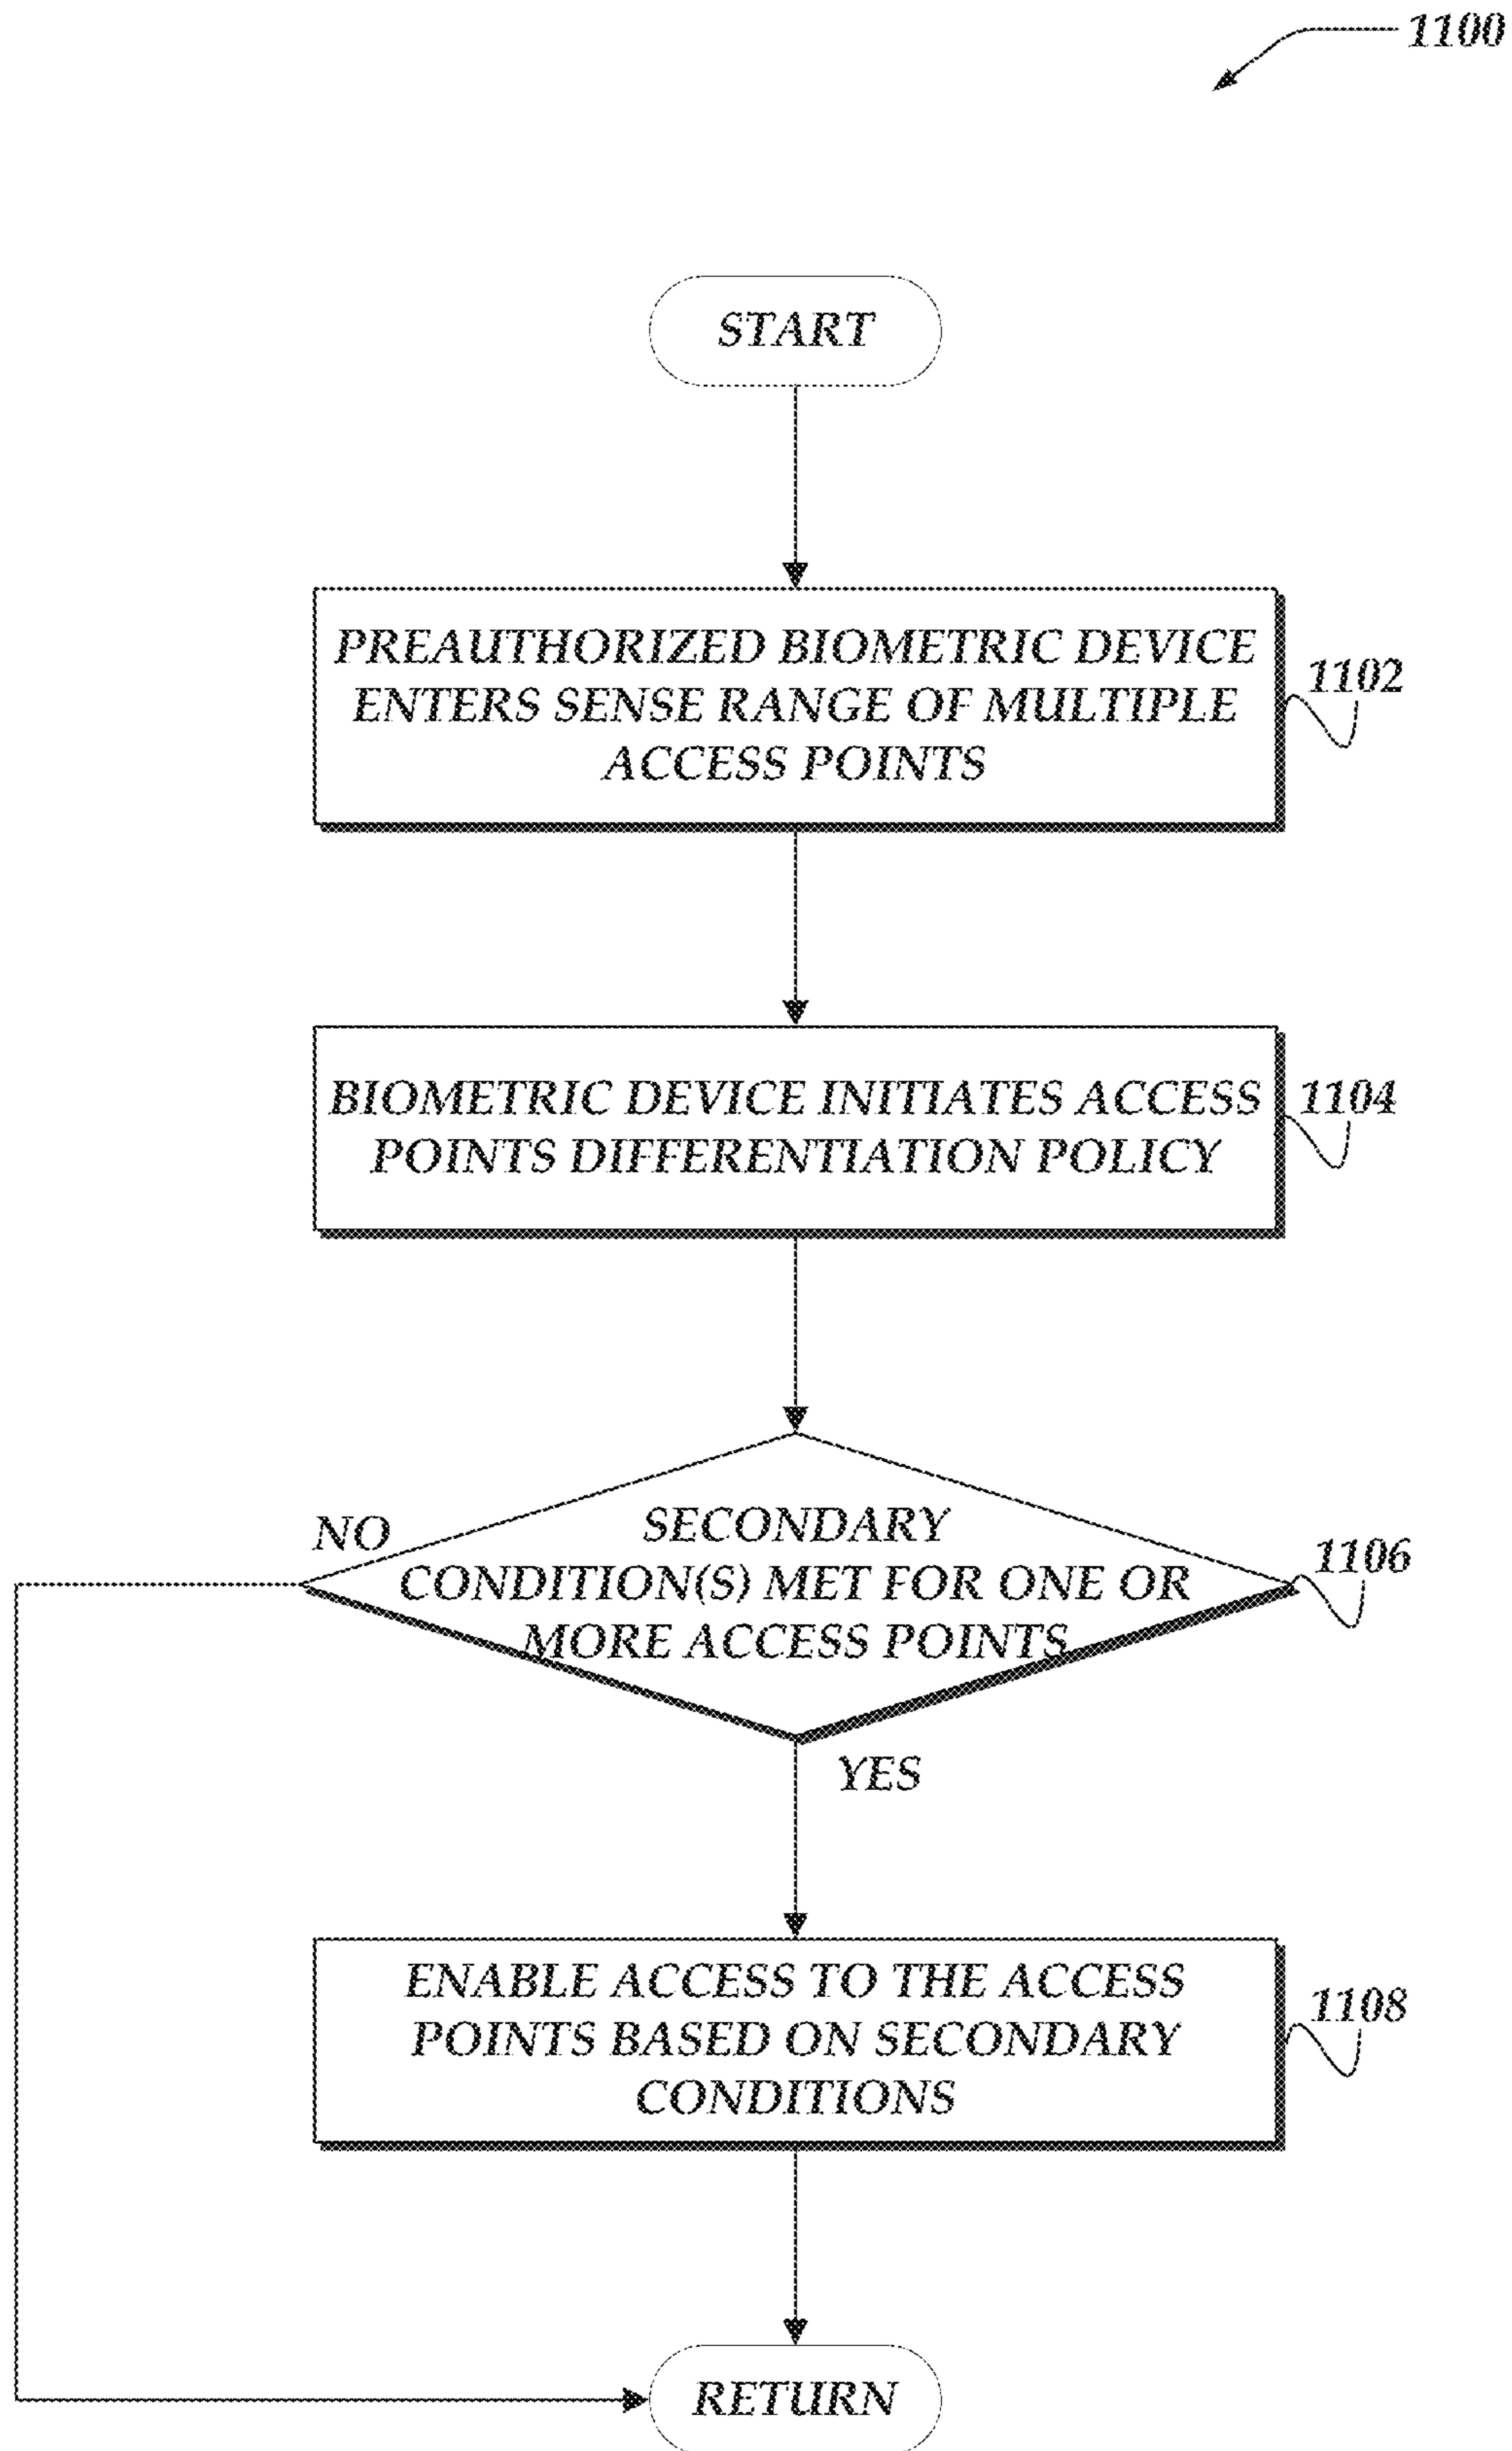 1100
START
PREAUTHORIZED BIOMETRIC DEVICE
ENTERS SENSE RANGE OF MULTIPLE
ACCESS POINTS
1102
BIOMETRIC DEVICE INITIATES ACCESS
POINTS DIFFERENTIATION POLICY
1104
NO
SECONDARY
CONDITION(S) MET FOR ONE OR
MORE ACCESS POINTS
1106
YES
ENABLE ACCESS TO THE ACCESS
POINTS BASED ON SECONDARY
CONDITIONS
1108
RETURN